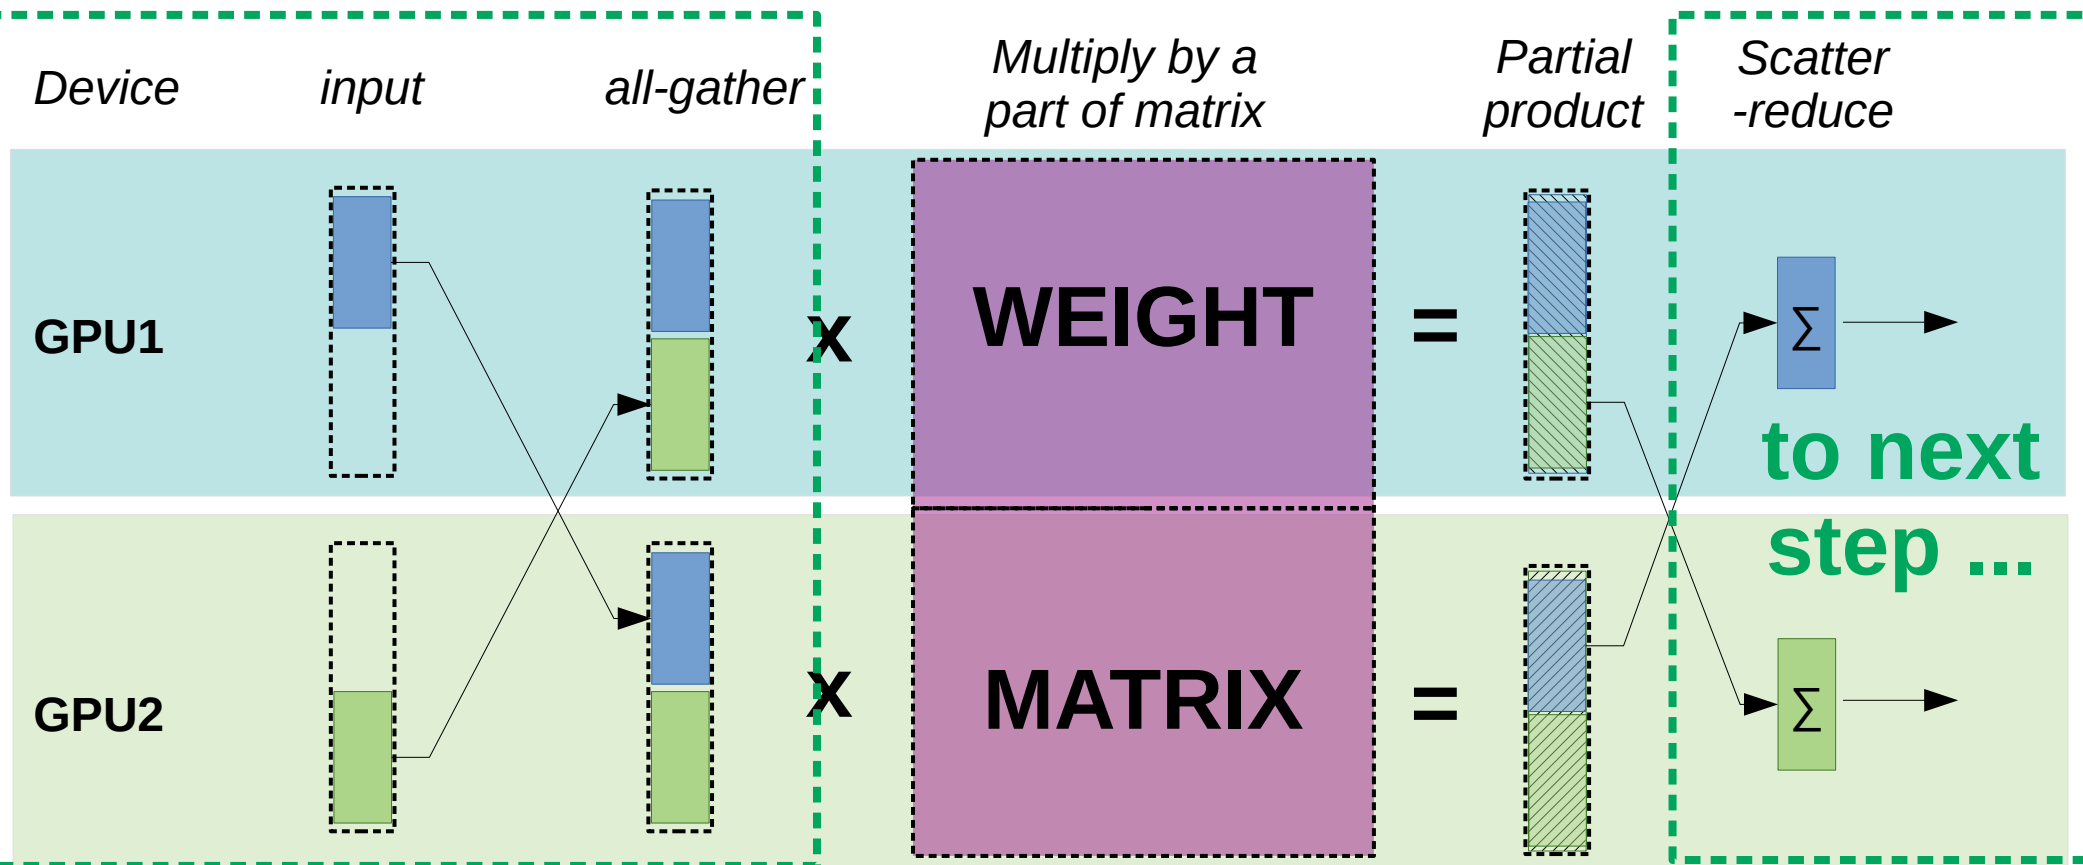 Device
input
all-gather
Multiply by a
part of matrix
Partial
product
Scatter
-reduce
GPU1
x
WEIGHT
=
∑
to next
step ...
GPU2
x
MATRIX
=
∑